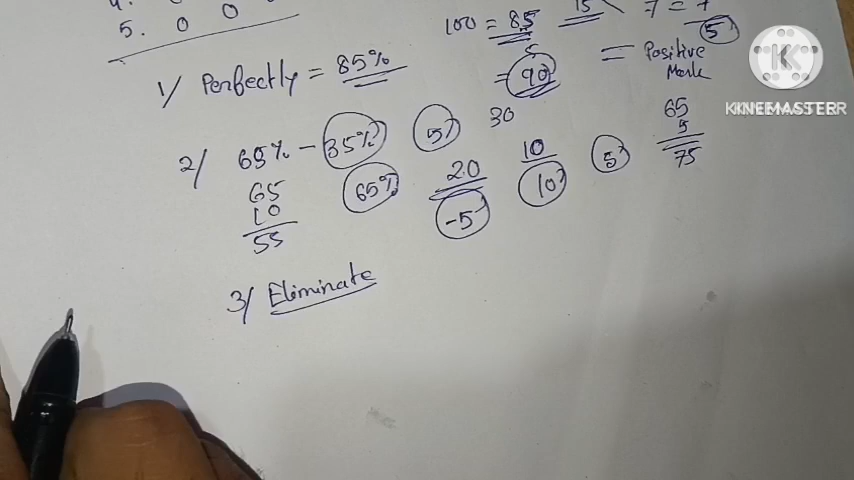 5. 0 0
100 = 85 15 7 = 7
5
1) Perfectly = 85% = 90 = Positive Mark
KINEMASTER
2) 65% - 35% 5 30 65
5
65 65% 20 10 5 75
10 -5 10
55
3) Eliminate